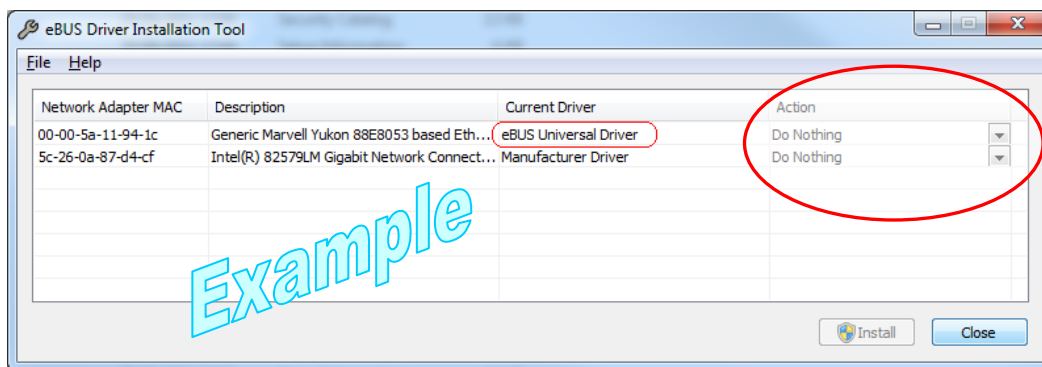 eBUS Driver Installation Tool
File Help
Network Adapter MAC Description Current Driver Action
00-00-5a-11-94-1c Generic Marvell Yukon 88E8053 based Eth... eBUS Universal Driver Do Nothing
5c-26-0a-87-d4-cf Intel(R) 82579LM Gigabit Network Connect... Manufacturer Driver Do Nothing
Example
Install Close